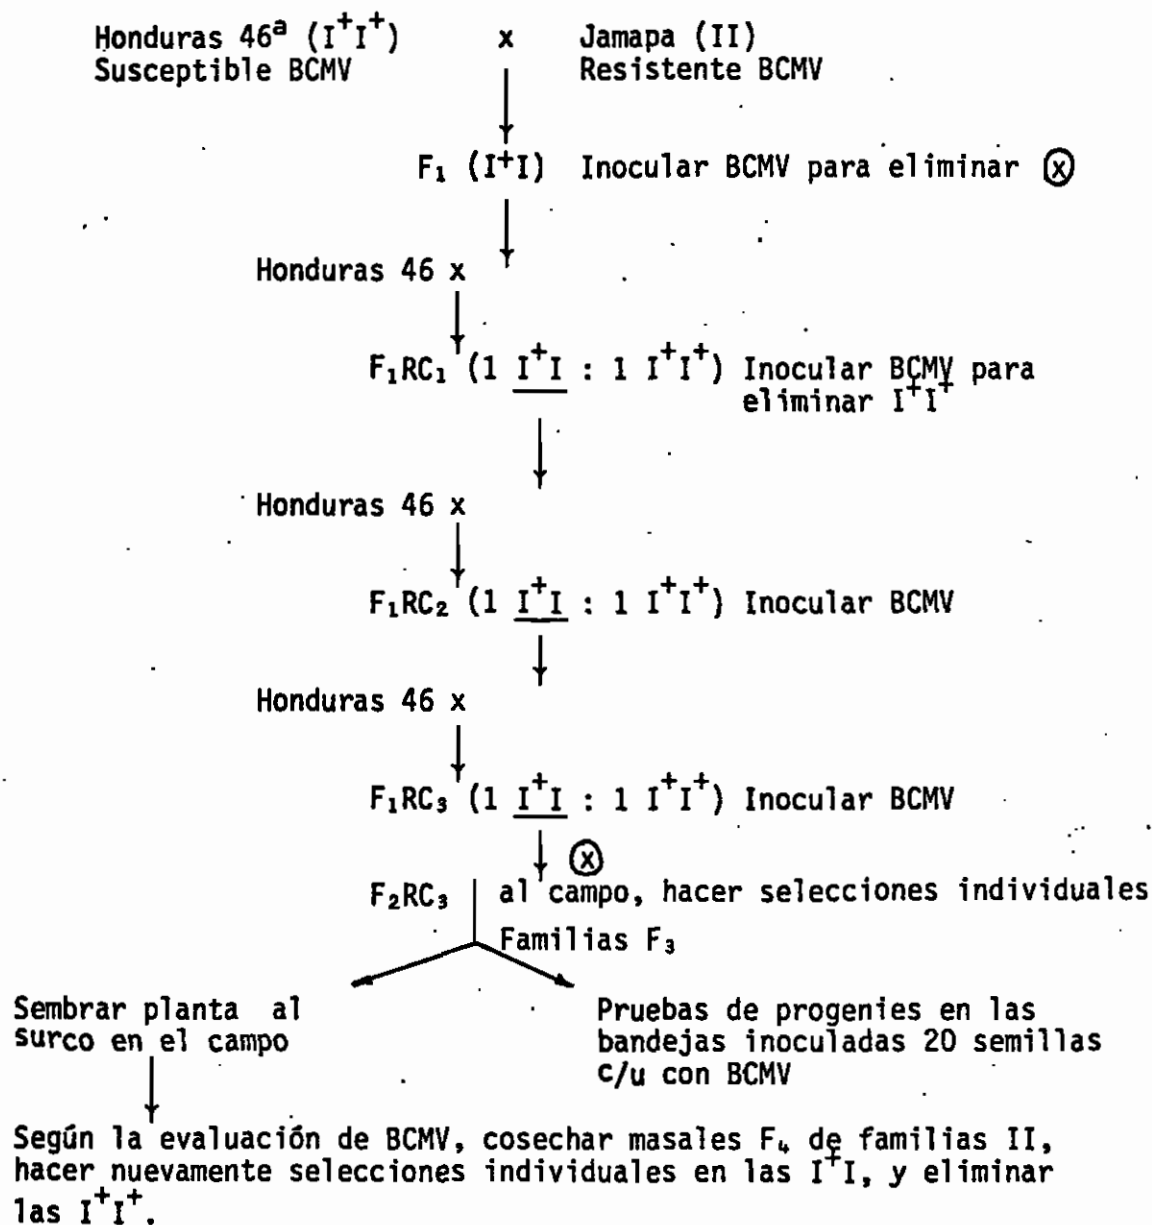 Honduras 46ª (I⁺I⁺) x Jamapa (II)
Susceptible BCMV Resistente BCMV
F₁ (I⁺I) Inocular BCMV para eliminar ⓧ
Honduras 46 x
F₁RC₁ (1 I⁺I : 1 I⁺I⁺) Inocular BCMV para
eliminar I⁺I⁺
Honduras 46 x
F₁RC₂ (1 I⁺I : 1 I⁺I⁺) Inocular BCMV
Honduras 46 x
F₁RC₃ (1 I⁺I : 1 I⁺I⁺) Inocular BCMV
ⓧ
F₂RC₃ al campo, hacer selecciones individuales
Familias F₃
Sembrar planta al
surco en el campo
Pruebas de progenies en las
bandejas inoculadas 20 semillas
c/u con BCMV
Según la evaluación de BCMV, cosechar masales F₄ de familias II,
hacer nuevamente selecciones individuales en las I⁺I, y eliminar
las I⁺I⁺.